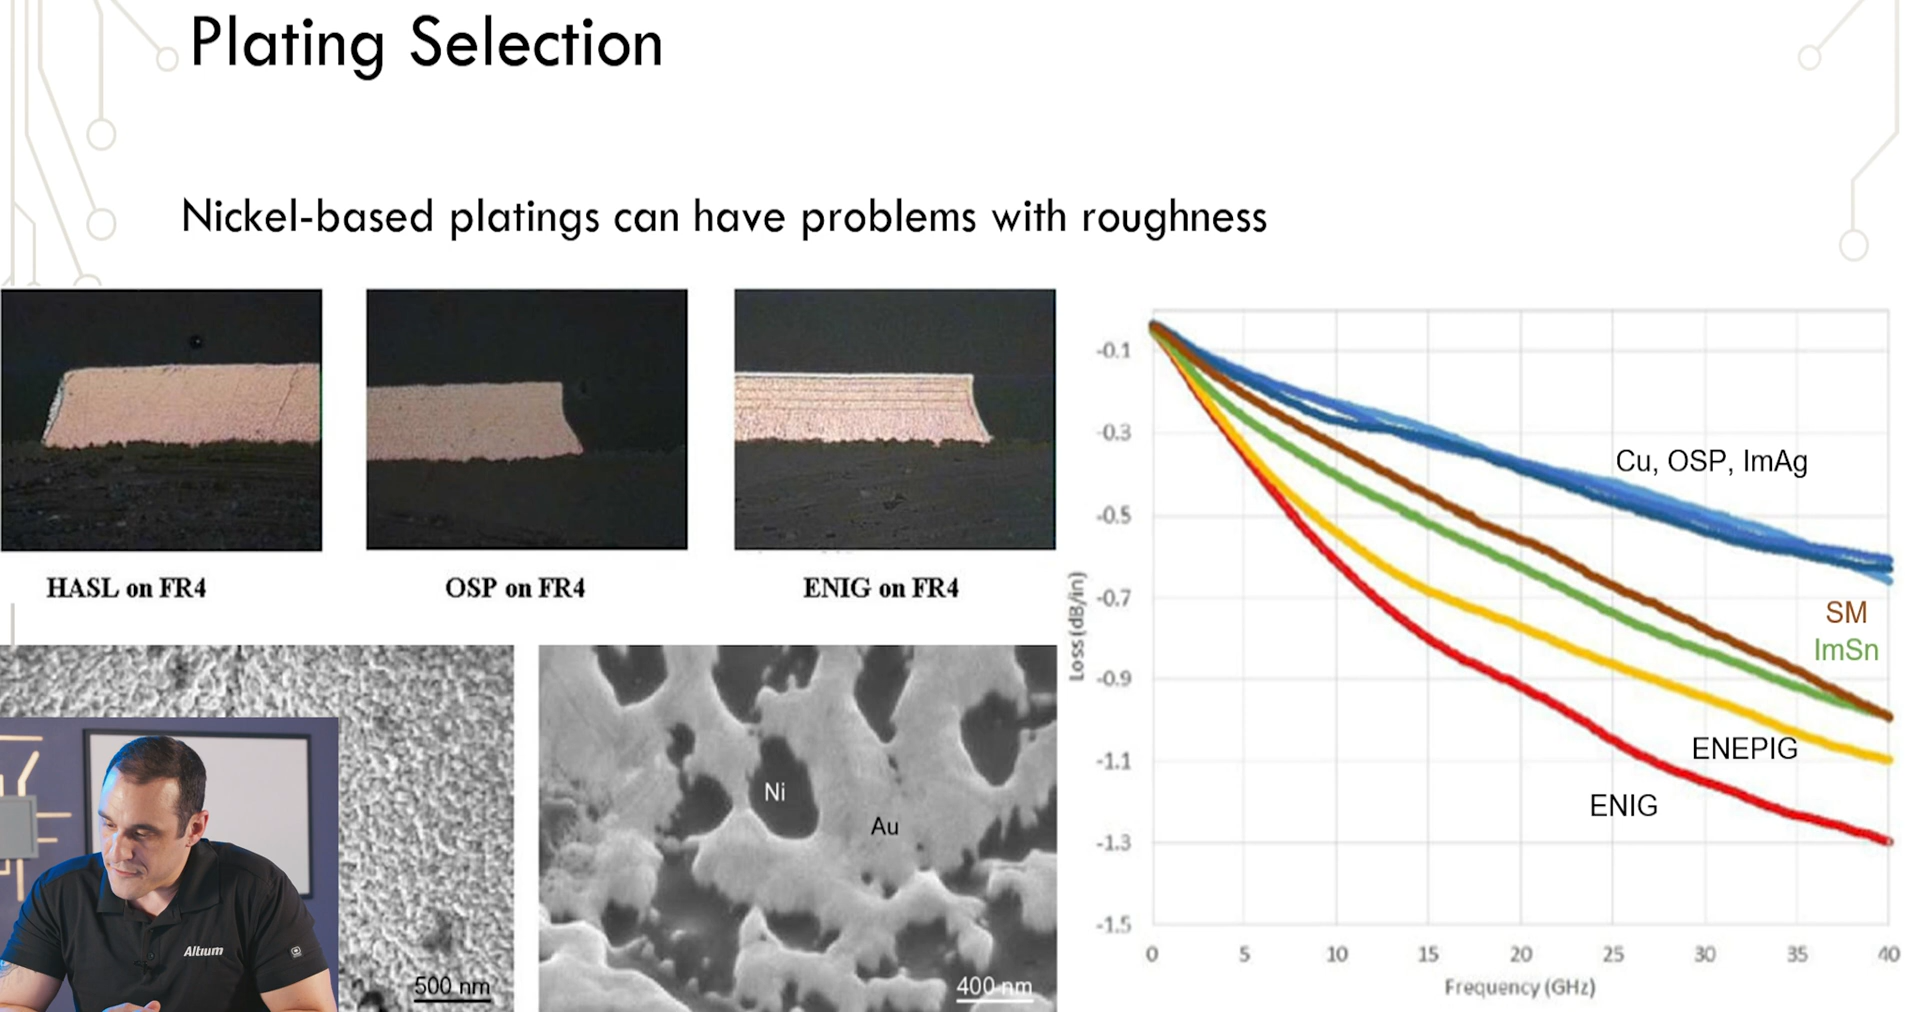 Plating Selection
Nickel-based platings can have problems with roughness
HASL on FR4
OSP on FR4
ENIG on FR4
Ni
Au
500 nm
400 nm
Altıum
-0.1
-0.3
-0.5
-0.7
-0.9
-1.1
-1.3
-1.5
Loss(dB/in)
Cu, OSP, ImAg
SM
ImSn
ENEPIG
ENIG
0 5 10 15 20 25 30 35 40
Frequency (GHz)